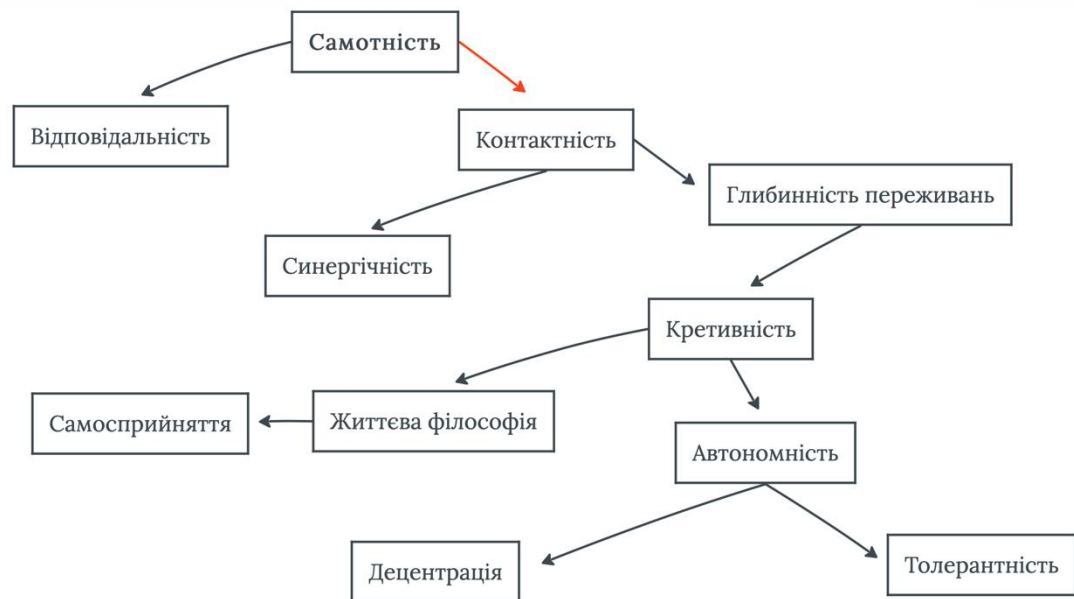 Самотність
Відповідальність
Контактність
Глибинність переживань
Синергічність
Кретивність
Самосприйняття
Життєва філософія
Автономність
Децентрація
Толерантність